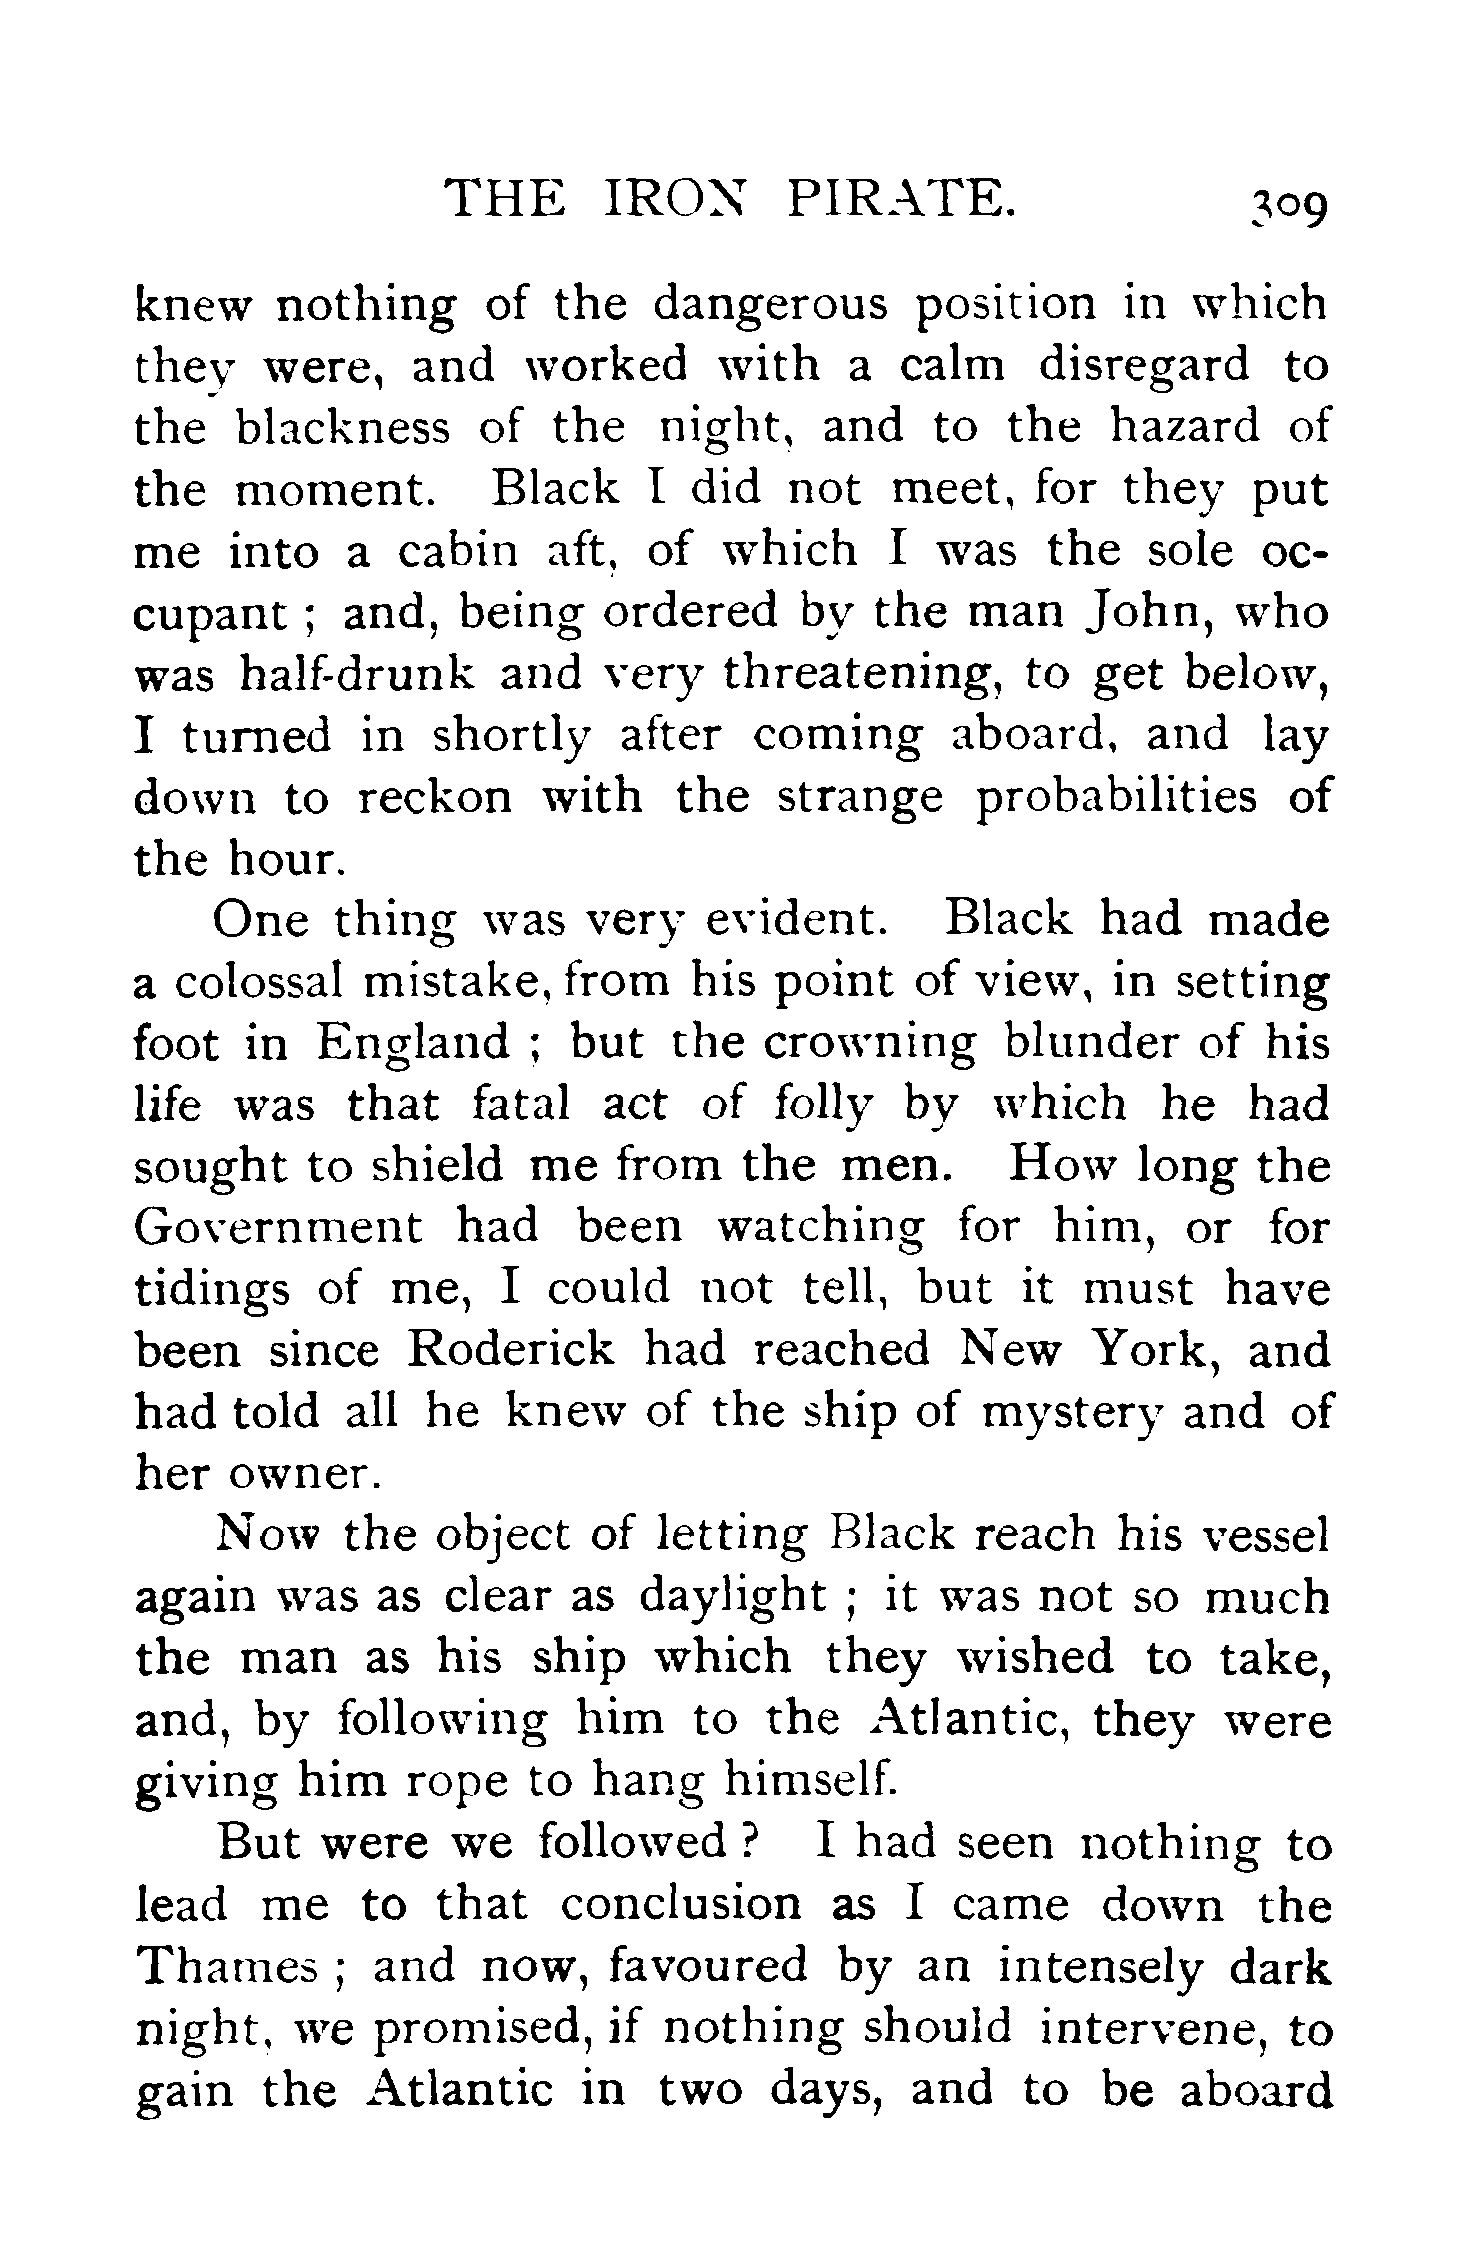 THE IRON PIRATE. 309
knew nothing of the dangerous position in which
they were, and worked with a calm disregard to
the blackness of the night, and to the hazard of
the moment. Black I did not meet, for they put
me into a cabin aft, of which I was the sole oc-
cupant ; and, being ordered by the man John, who
was half-drunk and very threatening, to get below,
I turned in shortly after coming aboard, and lay
down to reckon with the strange probabilities of
the hour.
One thing was very evident. Black had made
a colossal mistake, from his point of view, in setting
foot in England ; but the crowning blunder of his
life was that fatal act of folly by which he had
sought to shield me from the men. How long the
Government had been watching for him, or for
tidings of me, I could not tell, but it must have
been since Roderick had reached New York, and
had told all he knew of the ship of mystery and of
her owner.
Now the object of letting Black reach his vessel
again was as clear as daylight ; it was not so much
the man as his ship which they wished to take,
and, by following him to the Atlantic, they were
giving him rope to hang himself.
But were we followed ? I had seen nothing to
lead me to that conclusion as I came down the
Thames ; and now, favoured by an intensely dark
night, we promised, if nothing should intervene, to
gain the Atlantic in two days, and to be aboard